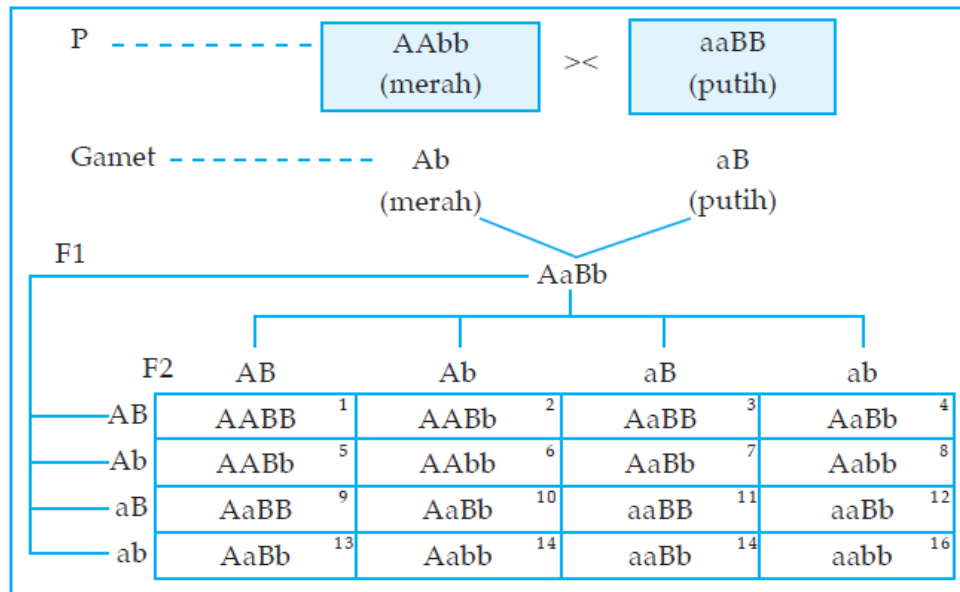 P AAbb >< aaBB
(merah) (putih)
Gamet Ab aB
(merah) (putih)
F1
AaBb
F2 AB Ab aB ab
AB AABB 1 AABb 2 AaBB 3 AaBb 4
Ab AABb 5 AAbb 6 AaBb 7 Aabb 8
aB AaBB 9 AaBb 10 aaBB 11 aaBb 12
ab AaBb 13 Aabb 14 aaBb 14 aabb 16